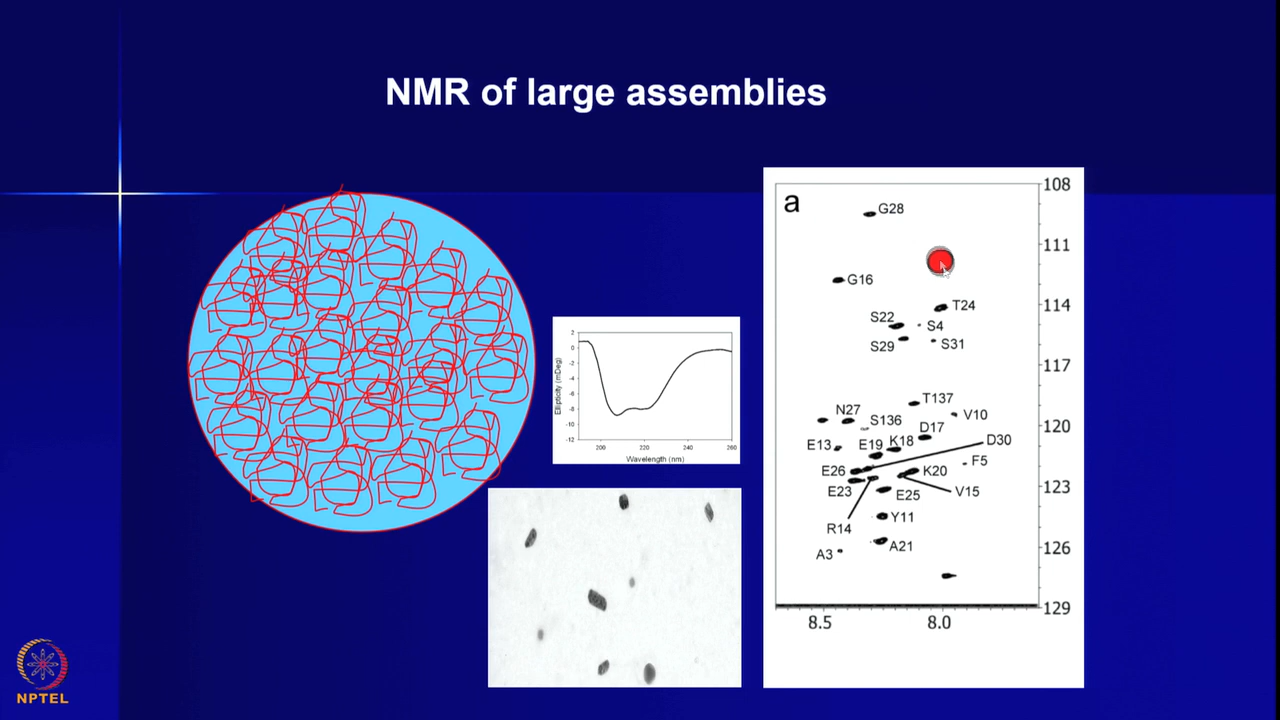 NMR of large assemblies
a
G28
G16
T24
S22
S4
S29
S31
T137
N27
V10
S136
D17
E13
E19
K18
D30
E26
K20
F5
E23
E25
V15
R14
Y11
A3
A21
108
111
114
117
120
123
126
129
8.5
8.0
2
0
-2
-4
-6
-8
-10
-12
Ellipticity (mDeg)
200
220
240
260
Wavelength (nm)
NPTEL